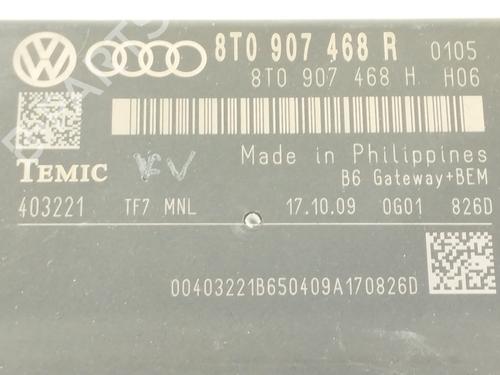 8T0 907 468 R 0105
8T0 907 468 H H06
TEMIC
Made in Philippines
B6 Gateway+BEM
403221 TF7 MNL 17.10.09 0G01 826D
00403221B650409A170826D